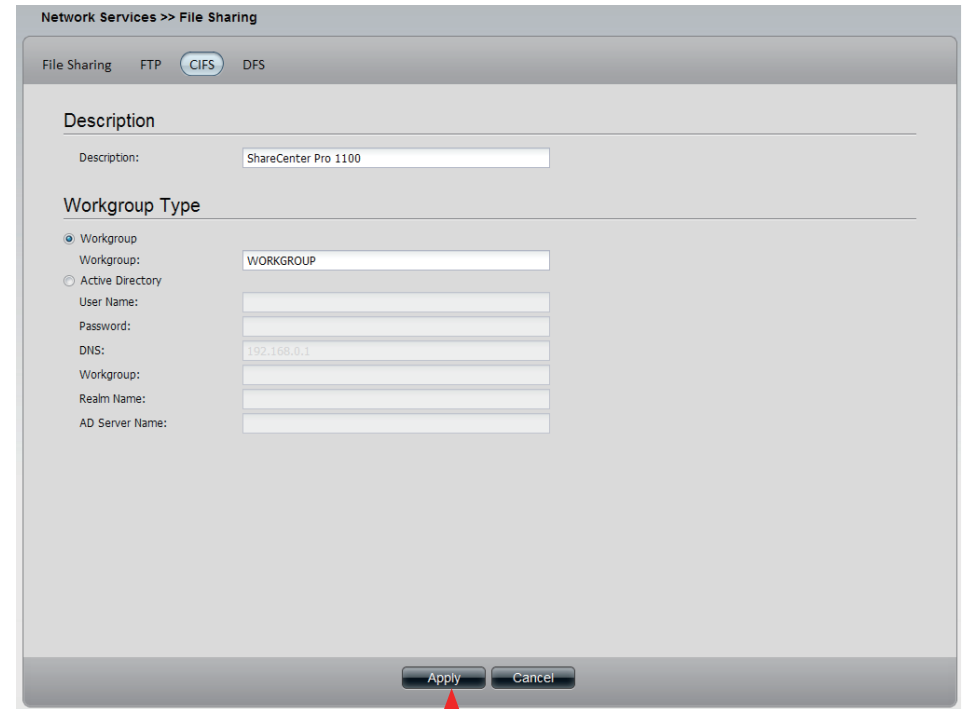 Network Services >> File Sharing
File Sharing FTP CIFS DFS
Description
Description: ShareCenter Pro 1100
Workgroup Type
Workgroup
Workgroup: WORKGROUP
Active Directory
User Name:
Password:
DNS: 192.168.0.1
Workgroup:
Realm Name:
AD Server Name:
Apply Cancel